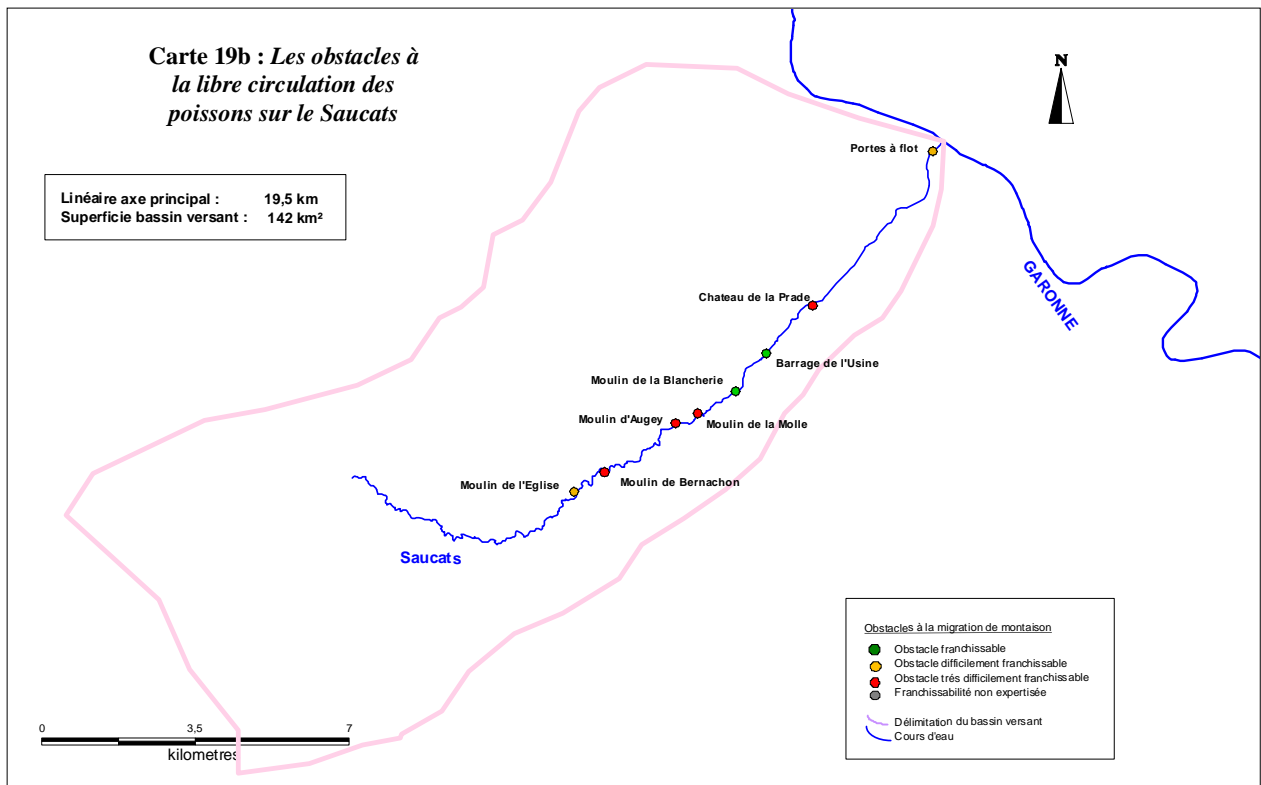 Carte 19b : Les obstacles à
la libre circulation des
poissons sur le Saucats
N
Linéaire axe principal : 19,5 km
Superficie bassin versant : 142 km²
Portes à flot
GARONNE
Chateau de la Prade
Barrage de l'Usine
Moulin de la Blancherie
Moulin d'Augey
Moulin de la Molle
Moulin de l'Eglise
Moulin de Bernachon
Saucats
Obstacles à la migration de montaison
Obstacle franchissable
Obstacle difficilement franchissable
Obstacle trés difficilement franchissable
Franchissabilité non expertisée
Délimitation du bassin versant
Cours d'eau
0 3,5 7
kilometres